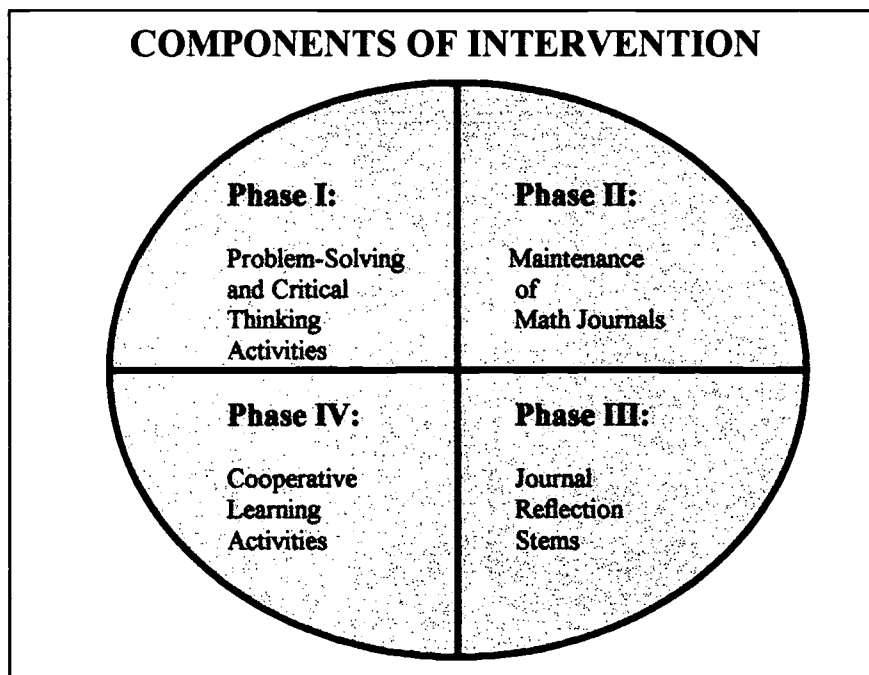 COMPONENTS OF INTERVENTION
Phase I:
Problem-Solving
and Critical
Thinking
Activities
Phase II:
Maintenance
of
Math Journals
Phase IV:
Cooperative
Learning
Activities
Phase III:
Journal
Reflection
Stems